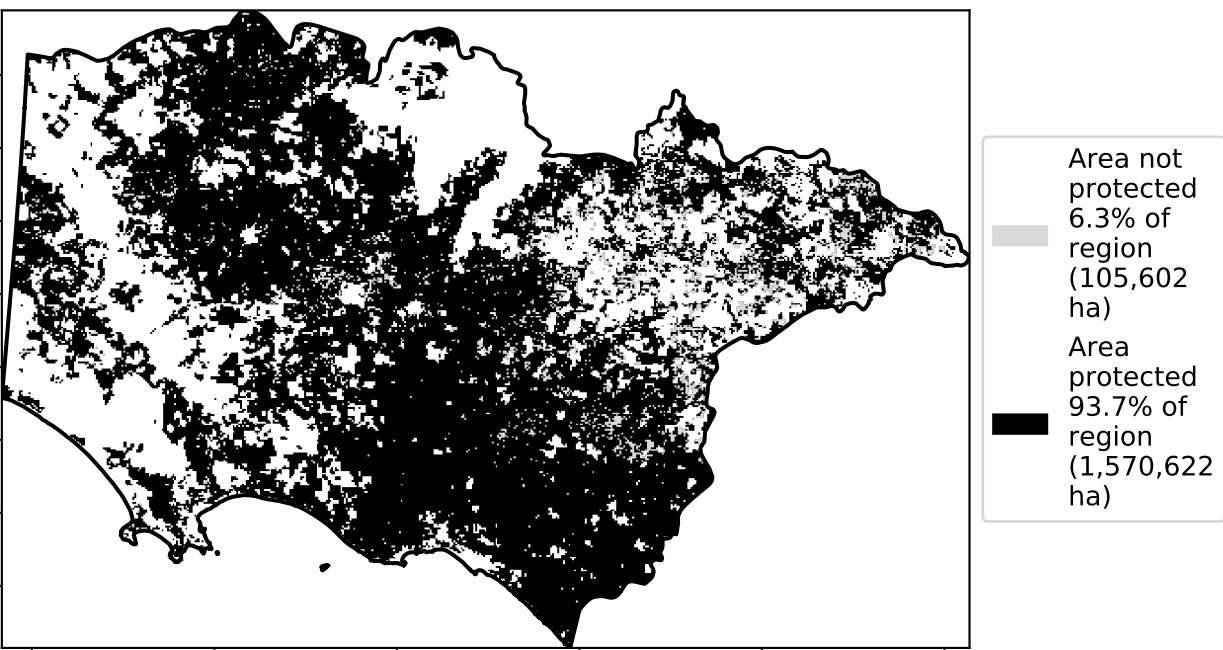 Area not
protected
6.3% of
region
(105,602
ha)
Area
protected
93.7% of
region
(1,570,622
ha)